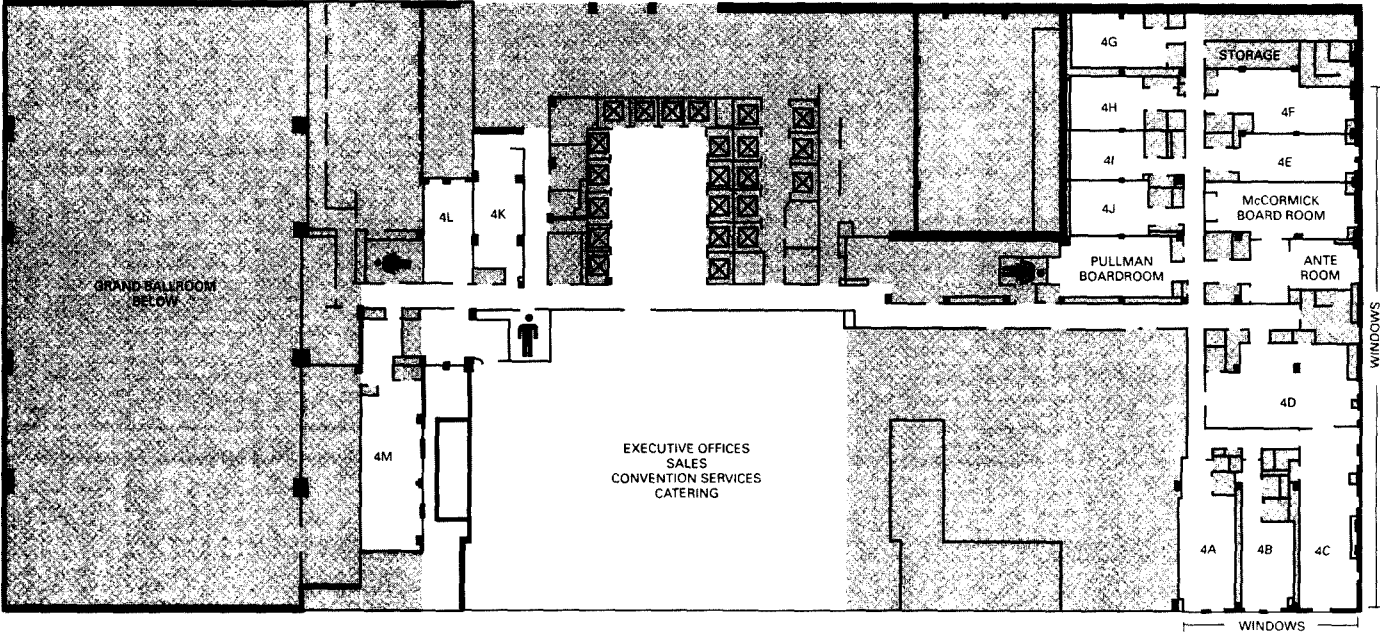 4G
STORAGE
4H
4F
4I
4E
4L
4K
4J
McCORMICK
BOARD ROOM
GRAND BALLROOM
BELOW
PULLMAN
BOARDROOM
ANTE
ROOM
WINDOWS
4D
4M
EXECUTIVE OFFICES
SALES
CONVENTION SERVICES
CATERING
4A
4B
4C
WINDOWS